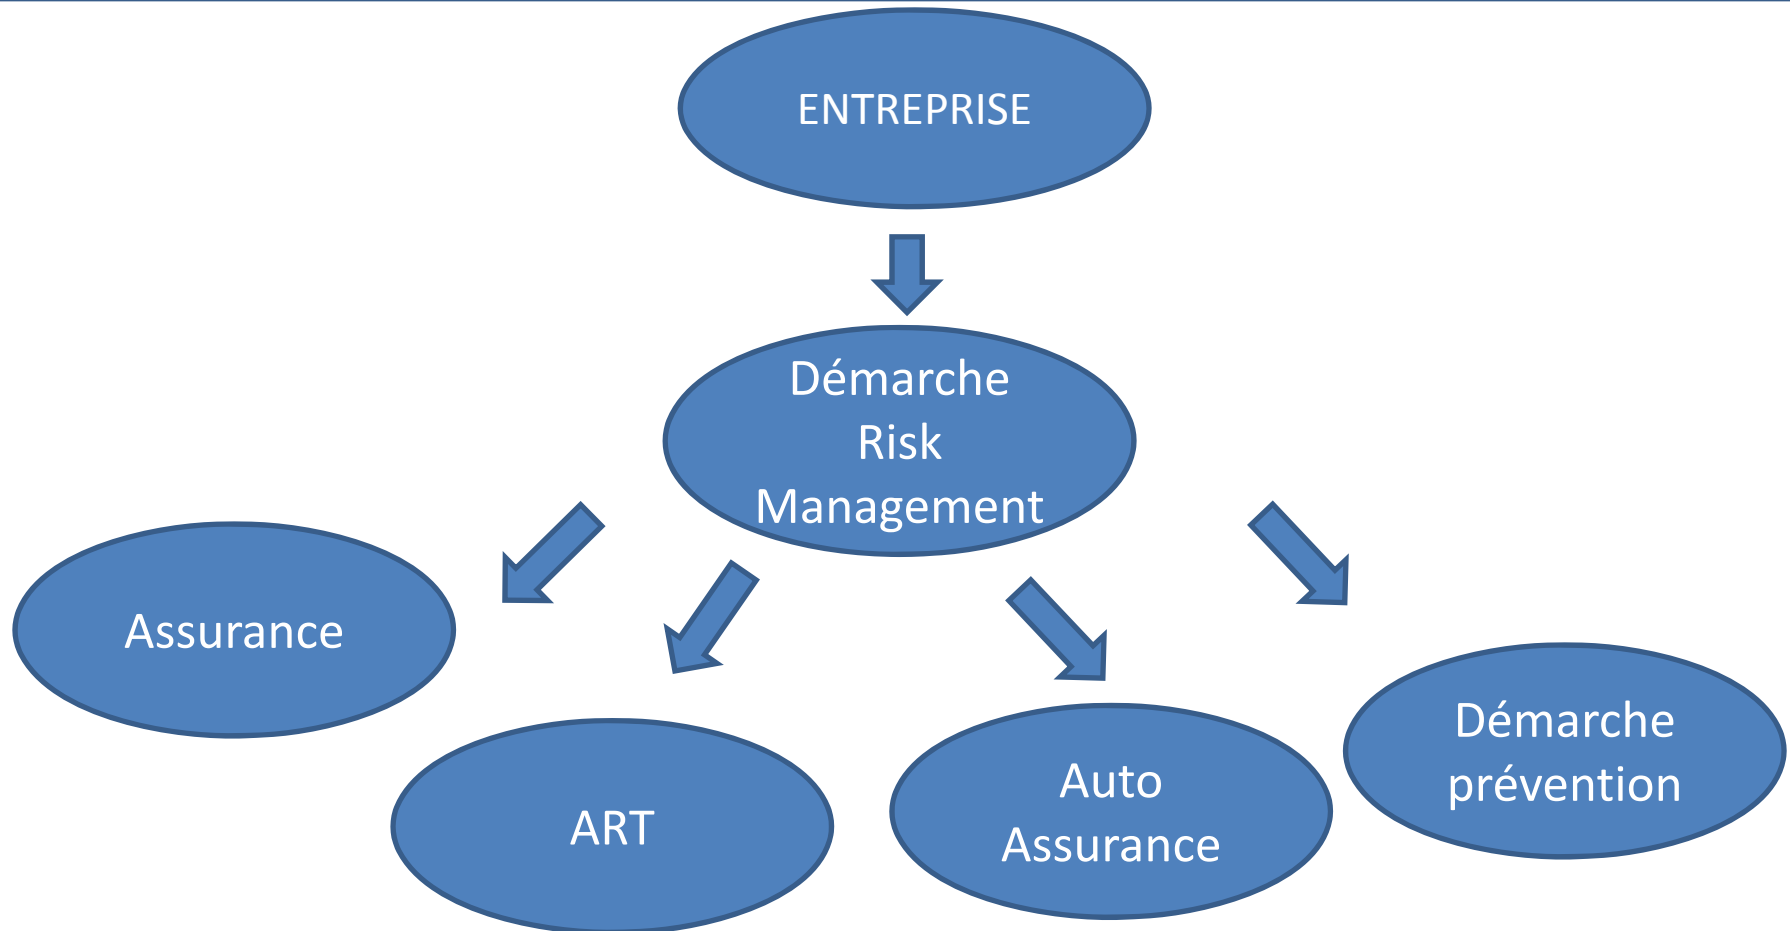 ENTREPRISE
Démarche
Risk
Management
Assurance
ART
Auto
Assurance
Démarche
prévention